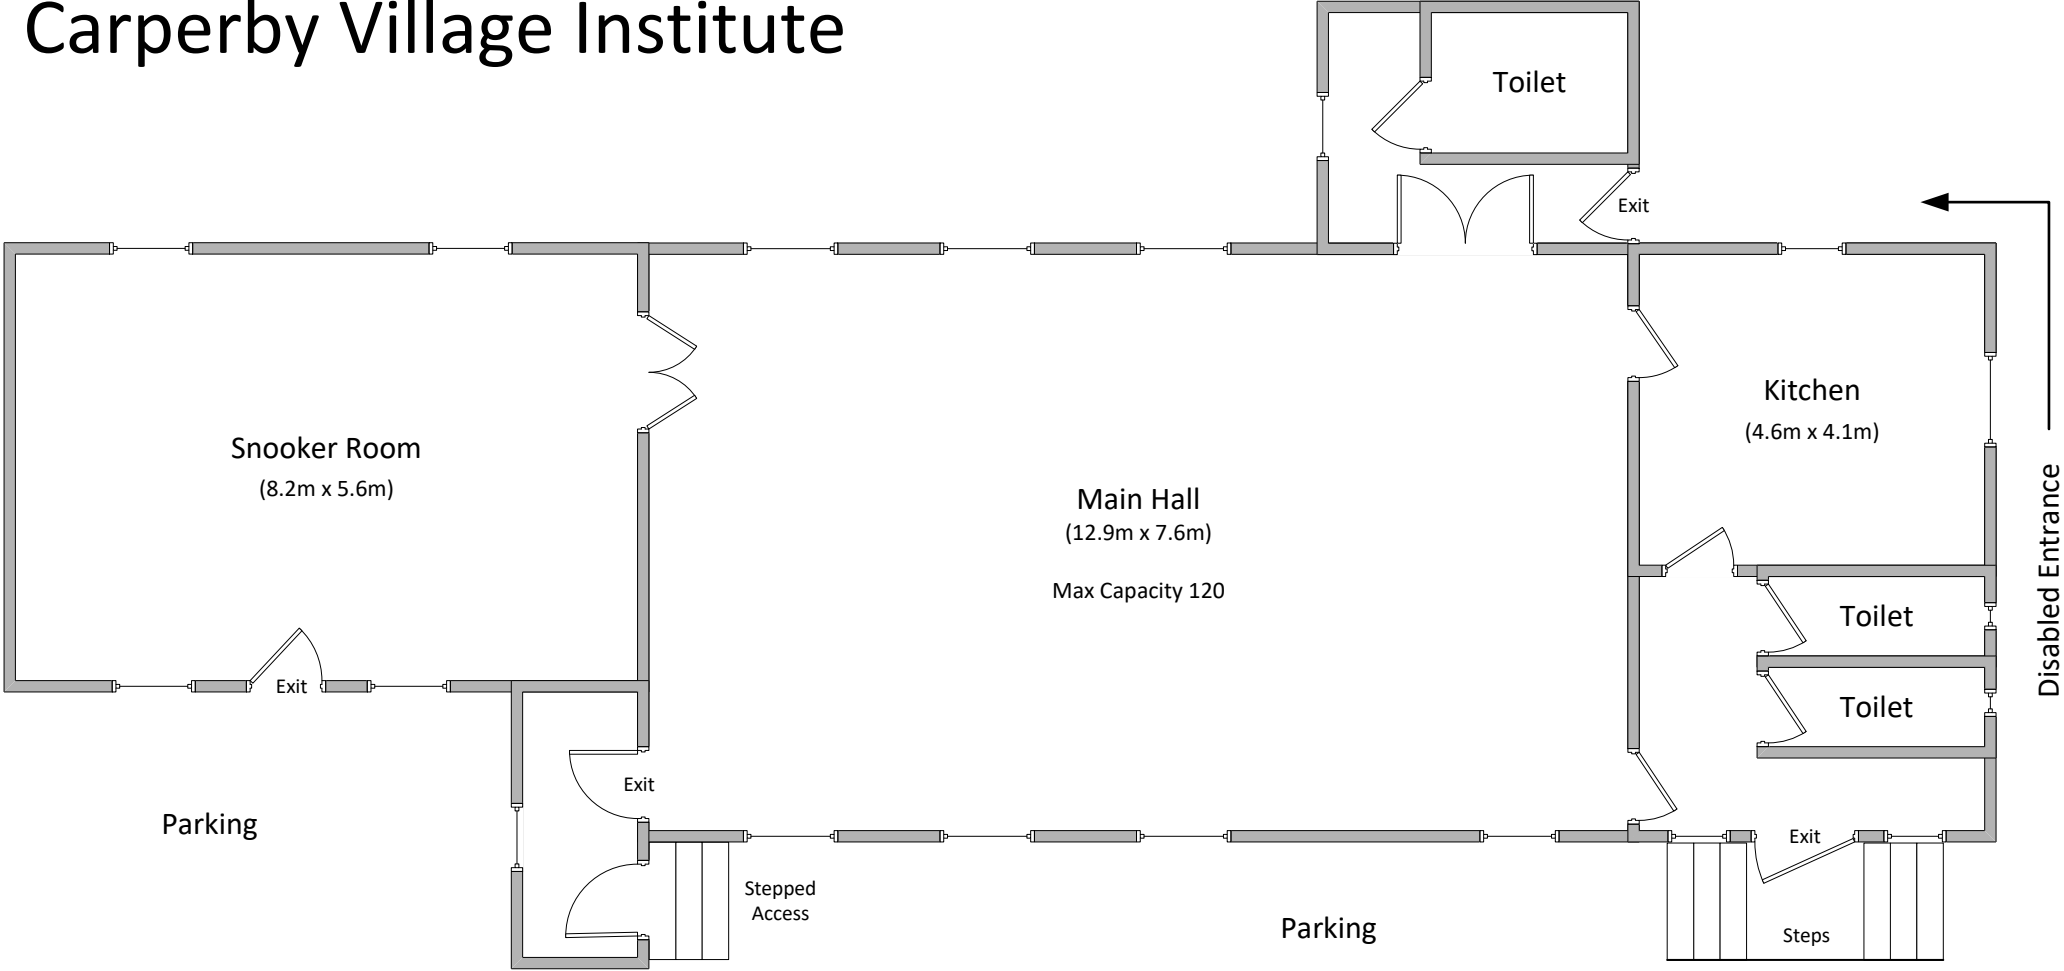 Carperby Village Institute
Toilet
Exit
Snooker Room
(8.2m x 5.6m)
Main Hall
(12.9m x 7.6m)
Max Capacity 120
Kitchen
(4.6m x 4.1m)
Disabled Entrance
Toilet
Toilet
Exit
Exit
Exit
Parking
Stepped
Access
Parking
Steps